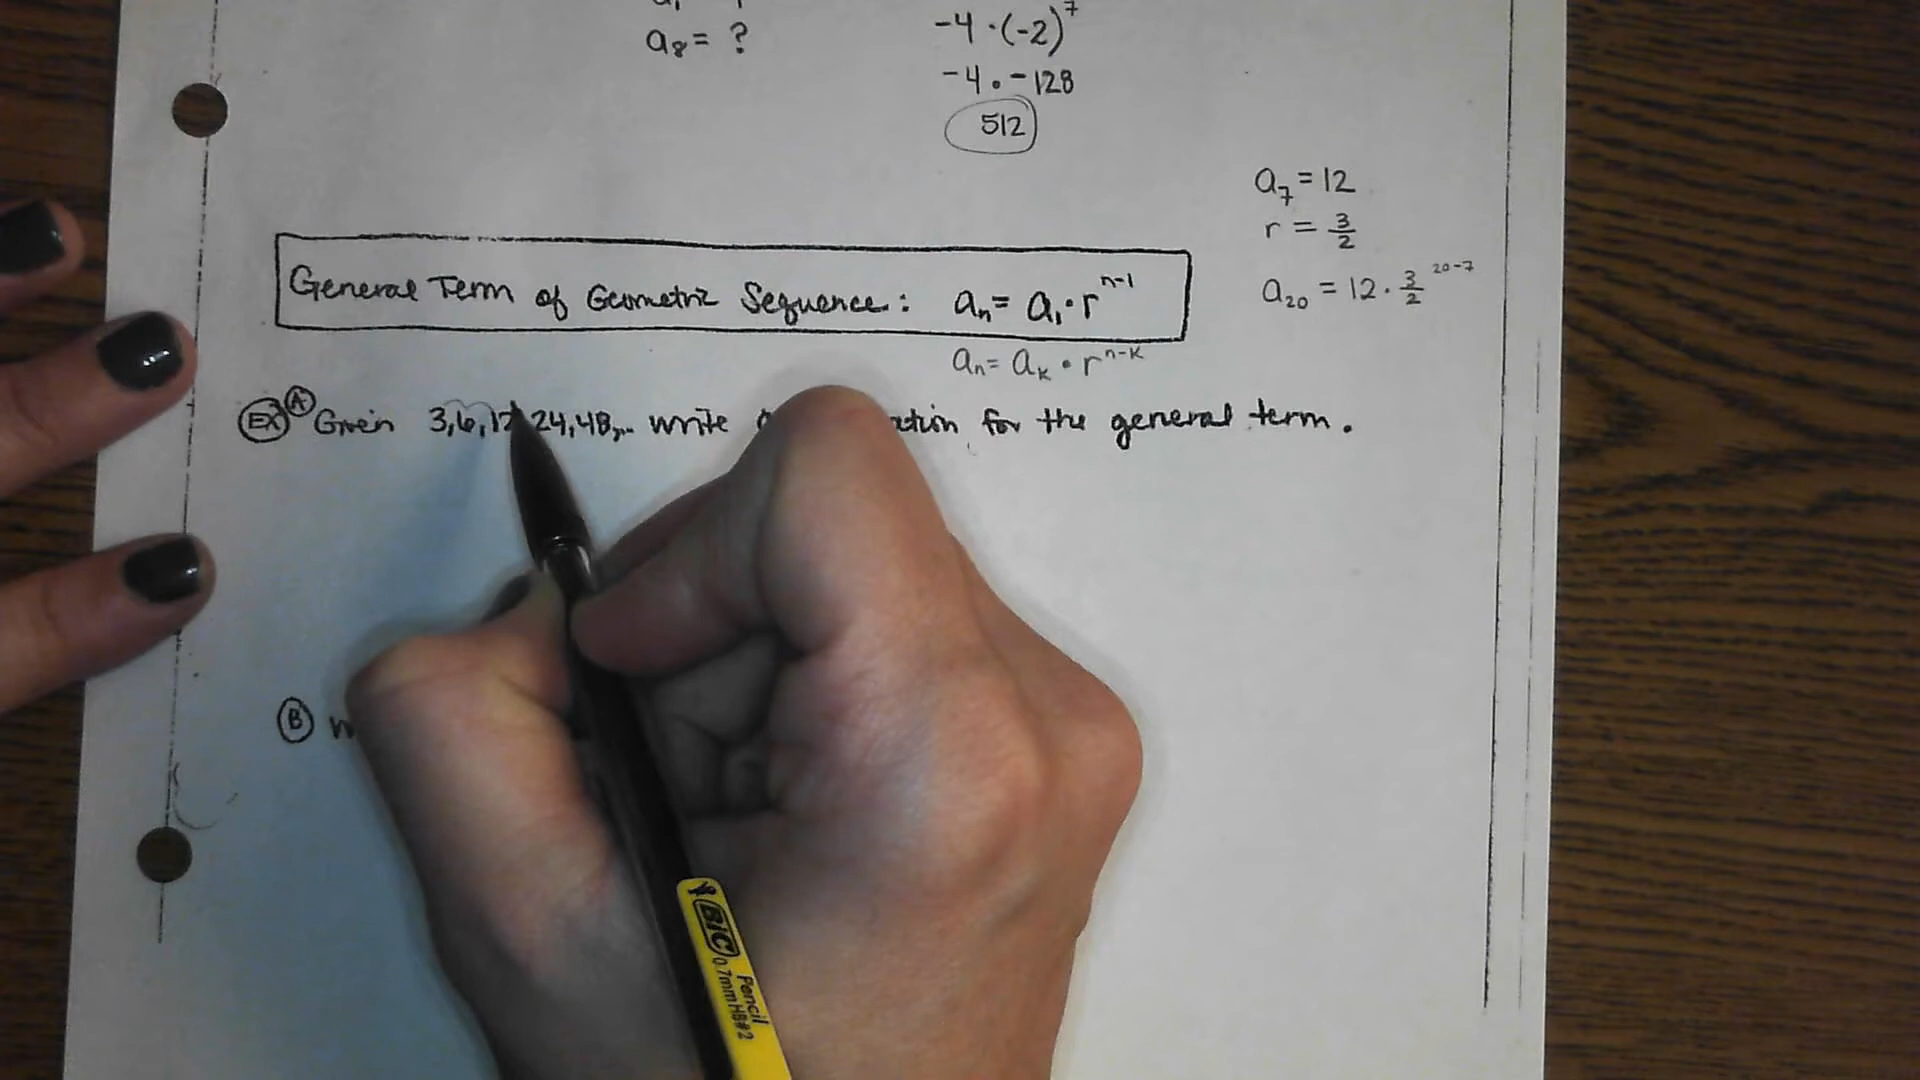 a₈ = ?
-4 · (-2)⁷
-4 · -128
512
a₇ = 12
r = 3/2
a₂₀ = 12 · 3/2 ²⁰⁻⁷
General Term of Geometric Sequence: aₙ = a₁ · rⁿ⁻¹
aₙ = aₖ · rⁿ⁻ᵏ
EX A Given 3, 6, 12, 24, 48, ... write for the general term.
B
BIC
Pencil
0.7mm HB#2